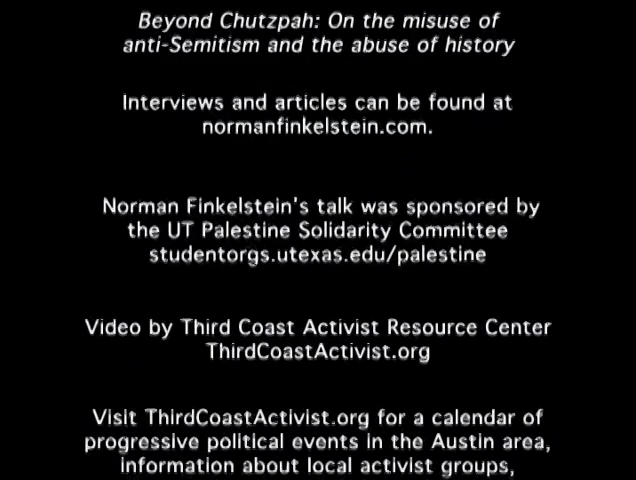 Beyond Chutzpah: On the misuse of
anti-Semitism and the abuse of history
Interviews and articles can be found at
normanfinkelstein.com.
Norman Finkelstein's talk was sponsored by
the UT Palestine Solidarity Committee
studentorgs.utexas.edu/palestine
Video by Third Coast Activist Resource Center
ThirdCoastActivist.org
Visit ThirdCoastActivist.org for a calendar of
progressive political events in the Austin area,
information about local activist groups,